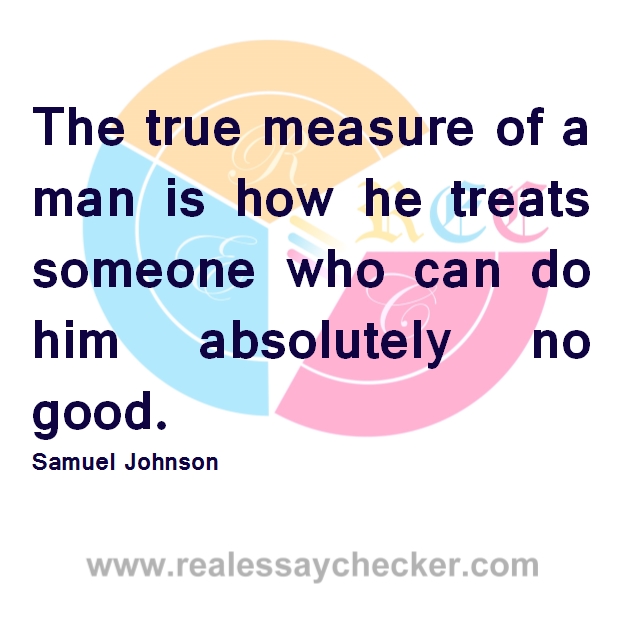 The true measure of a
man is how he treats
someone who can do
him absolutely no
good.
Samuel Johnson
R
E
C
REC
www.realessaychecker.com